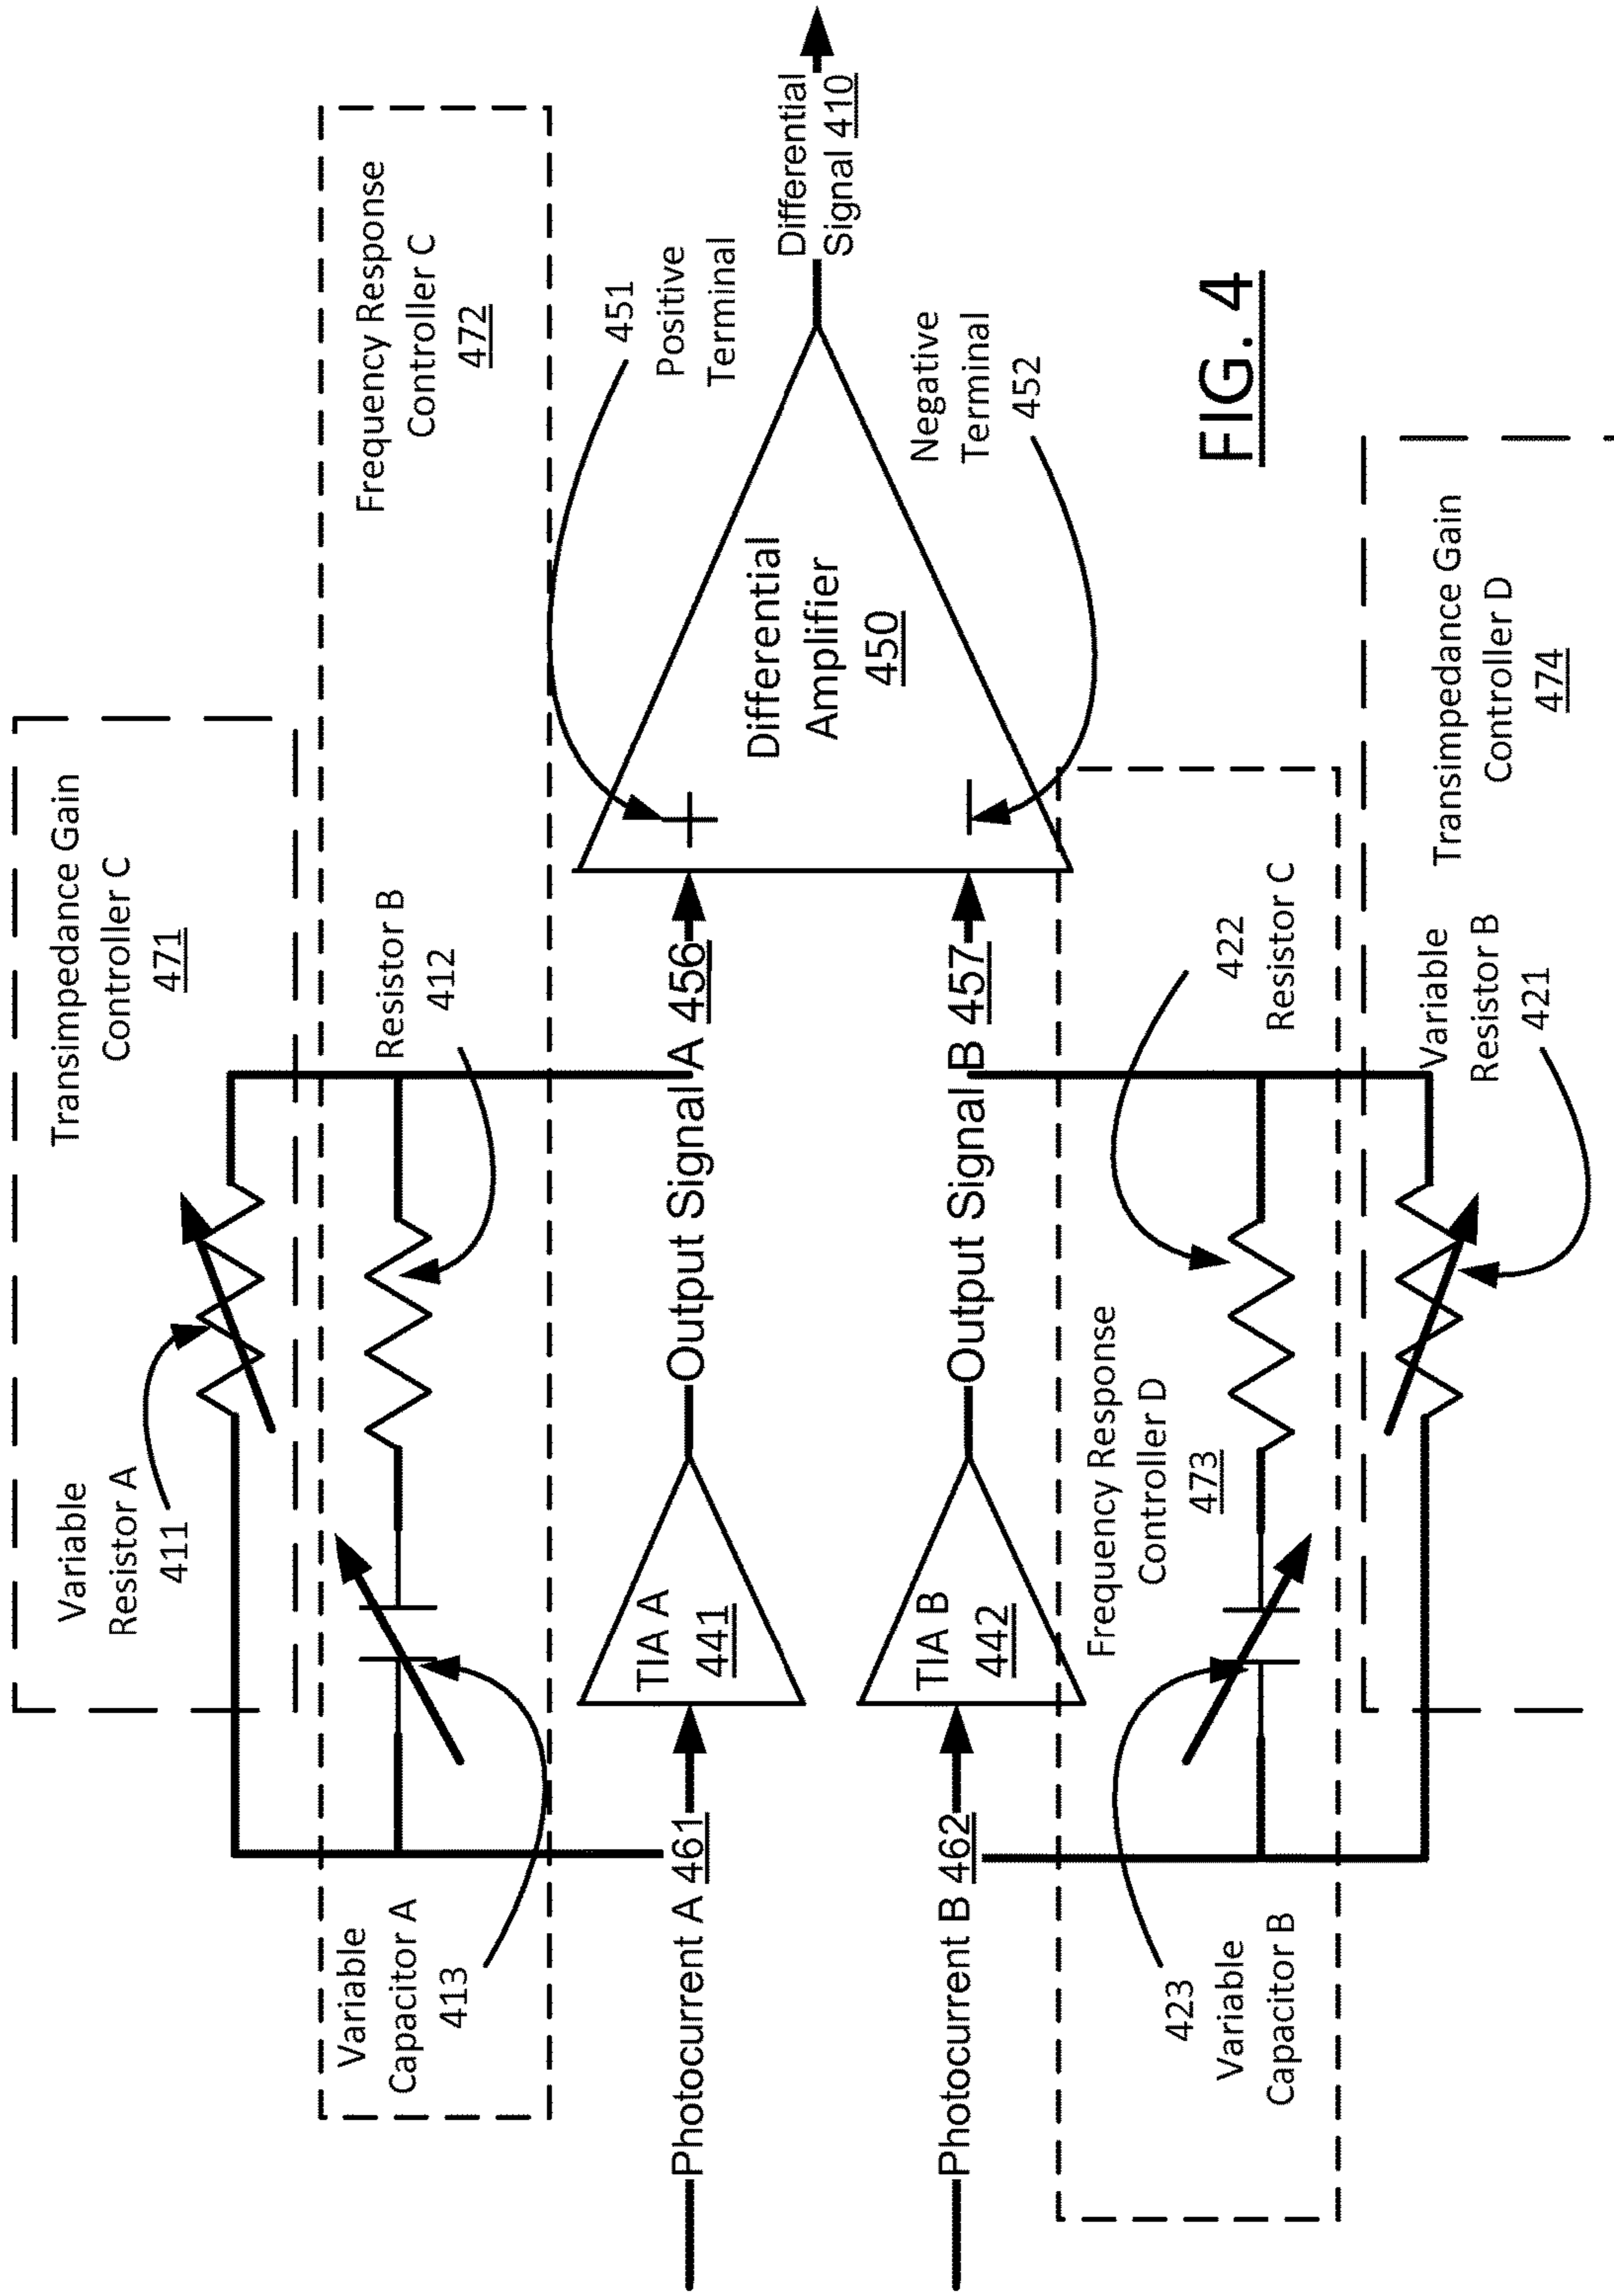 Transimpedance Gain
Controller C
471
Variable
Resistor A
411
Frequency Response
Controller C
472
Resistor B
412
Variable
Capacitor A
413
451
Positive
Terminal
Photocurrent A 461
TIA A
441
Output Signal A 456
Differential
Amplifier
450
Differential
Signal 410
Photocurrent B 462
TIA B
442
Output Signal B 457
Negative
Terminal
452
Frequency Response
Controller D
473
422
Resistor C
423
Variable
Capacitor B
Variable
Resistor B
421
Transimpedance Gain
Controller D
474
FIG. 4